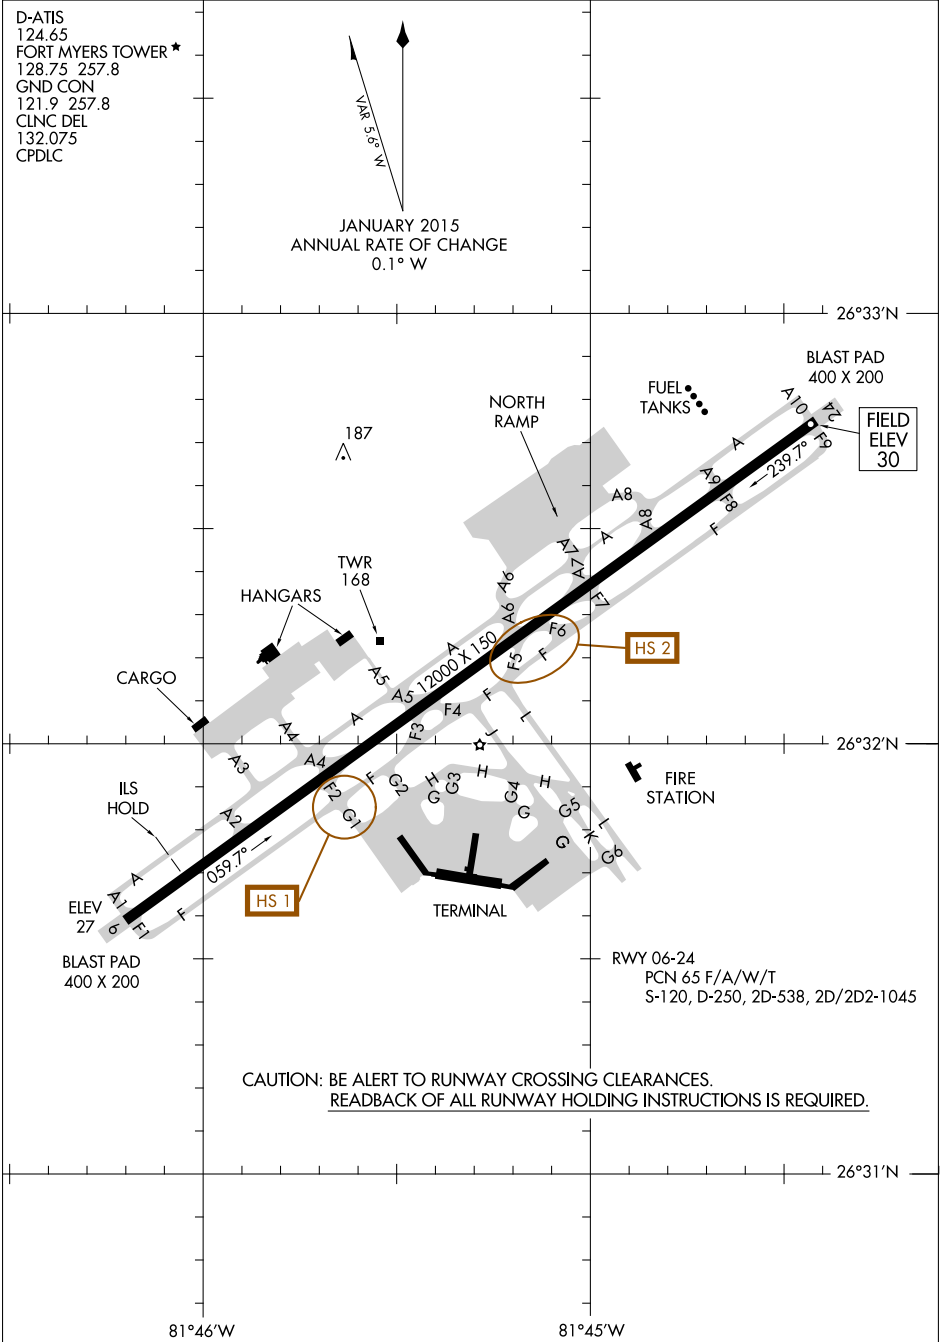 D-ATIS
124.65
FORT MYERS TOWER ★
128.75 257.8
GND CON
121.9 257.8
CLNC DEL
132.075
CPDLC
VAR 5.6° W
JANUARY 2015
ANNUAL RATE OF CHANGE
0.1° W
26°33'N
BLAST PAD
400 X 200
FUEL
TANKS
NORTH
RAMP
A10
24
F9
FIELD
ELEV
30
187
A
239.7°
A9
F8
A8
A8
F
A7
A
A7
TWR
168
HANGARS
A6
A6
F7
F6
HS 2
F5
F
A
12000 X 150
CARGO
A5
A5
F
F4
L
A
F3
J
A4
26°32'N
A4
A3
F
G2
H
G3
H
G4
H
FIRE
STATION
ILS
HOLD
F2
G1
G
G
G5
L
A2
K
G
G6
059.7°
A
A1
ELEV
27
6
F1
F
HS 1
TERMINAL
BLAST PAD
400 X 200
RWY 06-24
PCN 65 F/A/W/T
S-120, D-250, 2D-538, 2D/2D2-1045
CAUTION: BE ALERT TO RUNWAY CROSSING CLEARANCES.
READBACK OF ALL RUNWAY HOLDING INSTRUCTIONS IS REQUIRED.
26°31'N
81°46'W
81°45'W